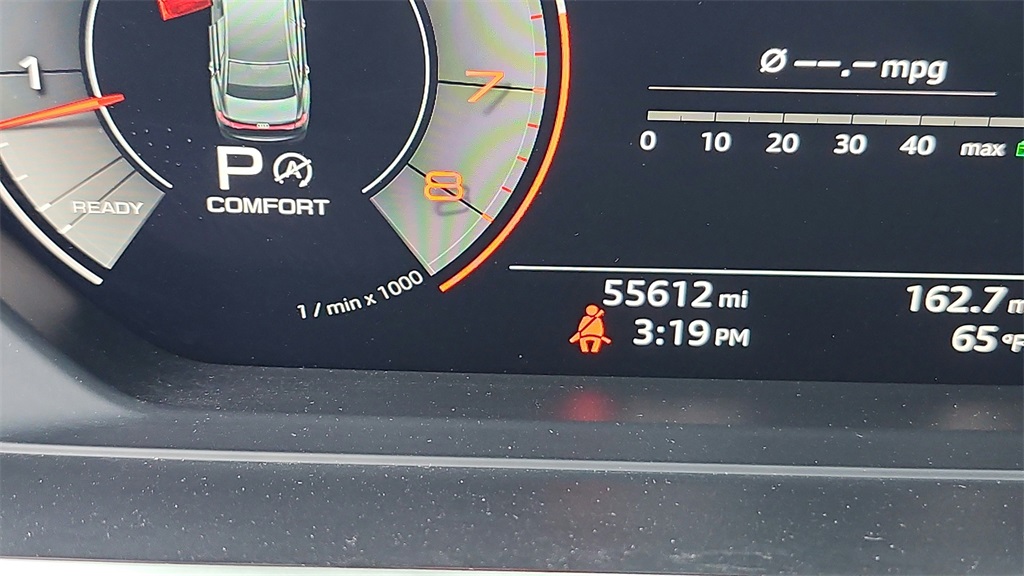 1
7
8
READY
P
COMFORT
1 / min x 1000
Ø --.- mpg
0 10 20 30 40 max
55612 mi
3:19 PM
162.7
65 °F